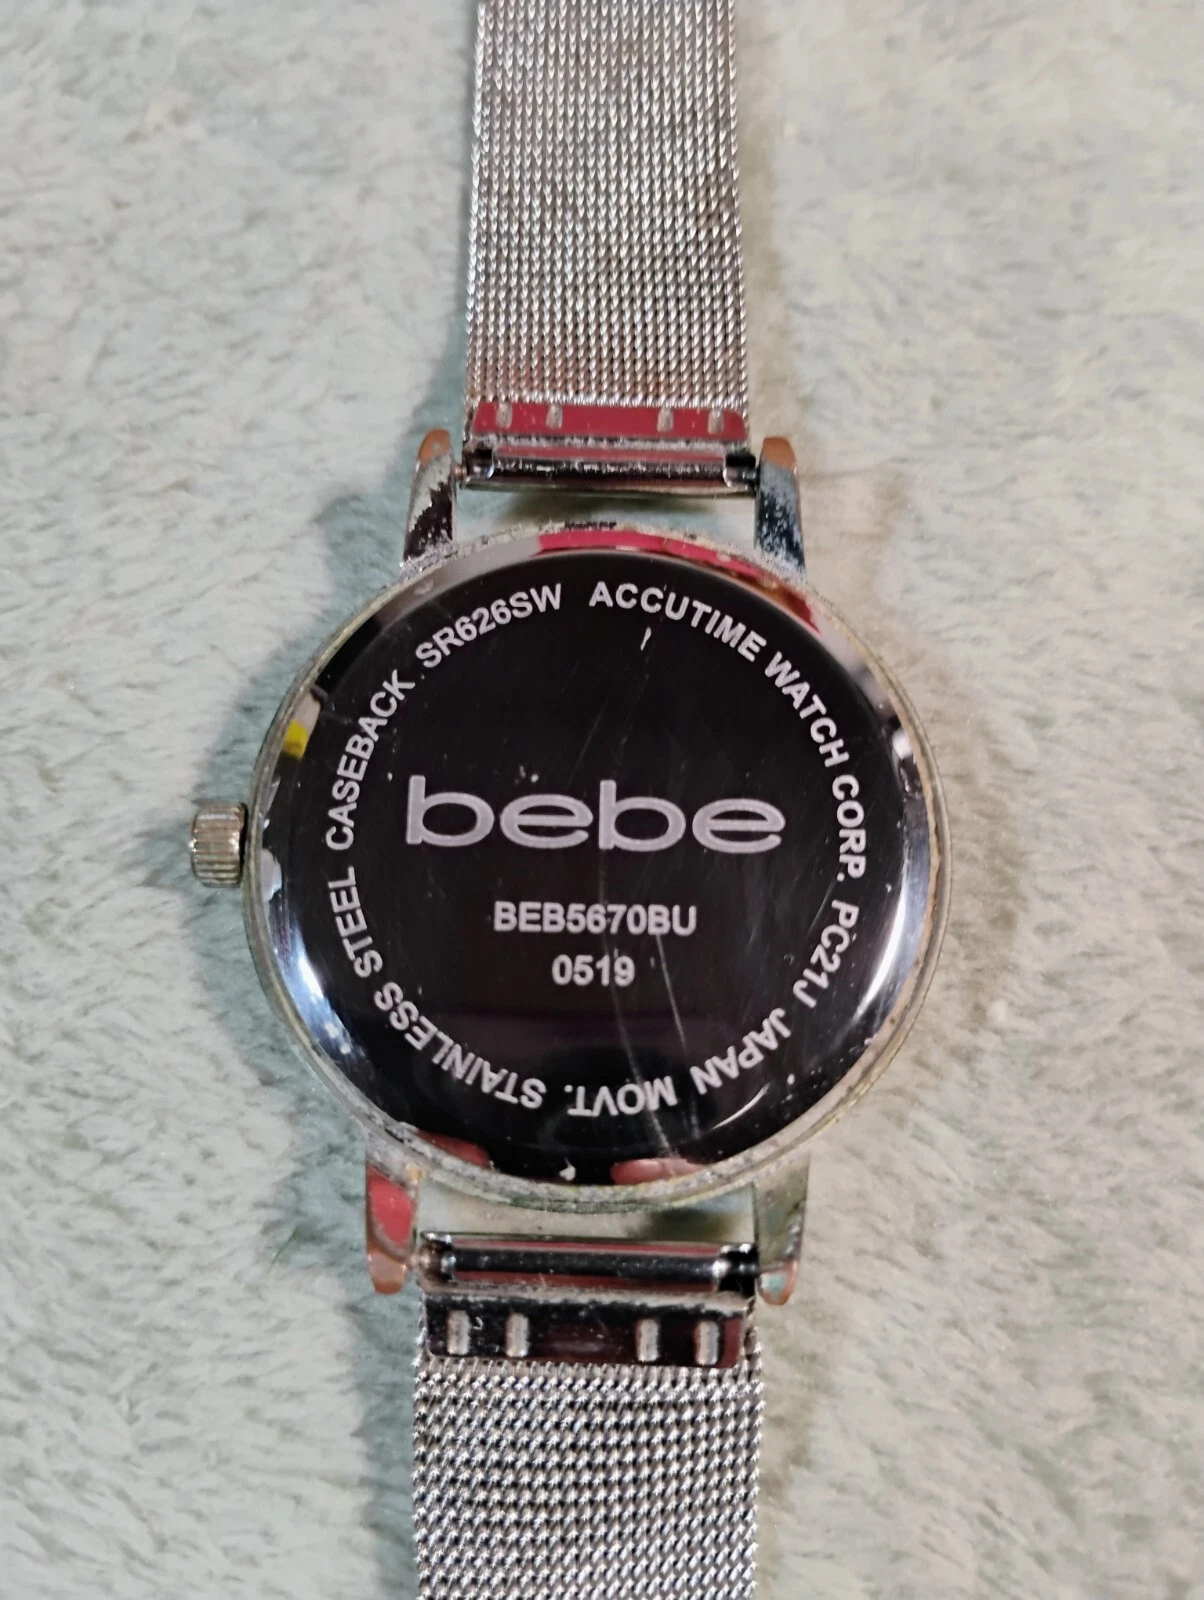 bebe
BEB5670BU
0519
ACCUTIME WATCH CORP. PC21J JAPAN MOVT. STAINLESS STEEL CASEBACK SR626SW